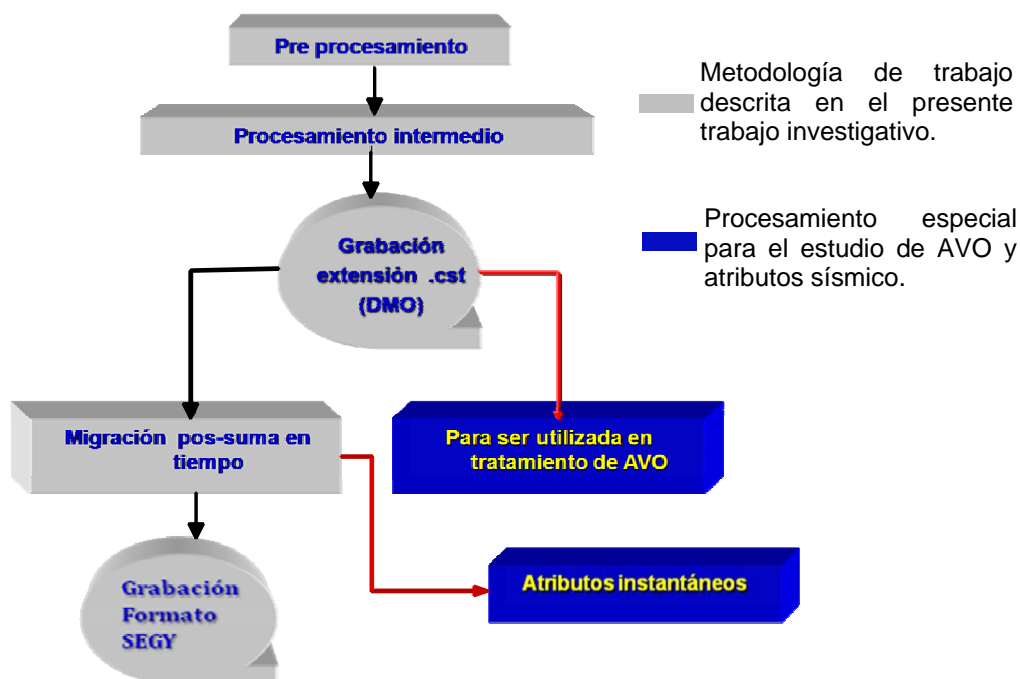 Pre procesamiento
Procesamiento intermedio
Grabación
extensión .cst
(DMO)
Migración pos-suma en
tiempo
Para ser utilizada en
tratamiento de AVO
Grabación
Formato
SEGY
Atributos instantáneos
Metodología de trabajo
descrita en el presente
trabajo investigativo.
Procesamiento especial
para el estudio de AVO y
atributos sísmico.